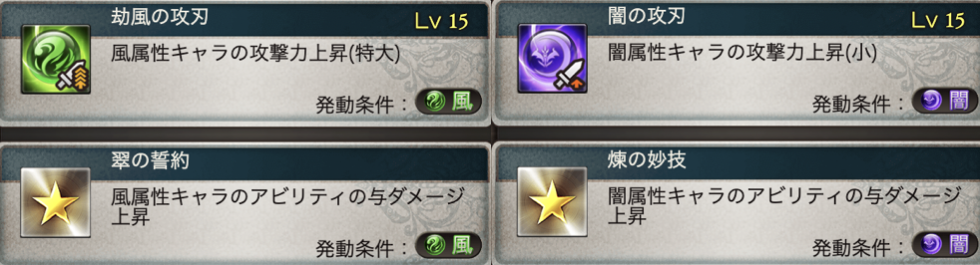 劫風の攻刃 Lv 15
風属性キャラの攻撃力上昇(特大)
発動条件： 風
翠の誓約
風属性キャラのアビリティの与ダメージ
上昇
発動条件： 風
闇の攻刃 Lv 15
闇属性キャラの攻撃力上昇(小)
発動条件： 闇
煉の妙技
闇属性キャラのアビリティの与ダメージ
上昇
発動条件： 闇